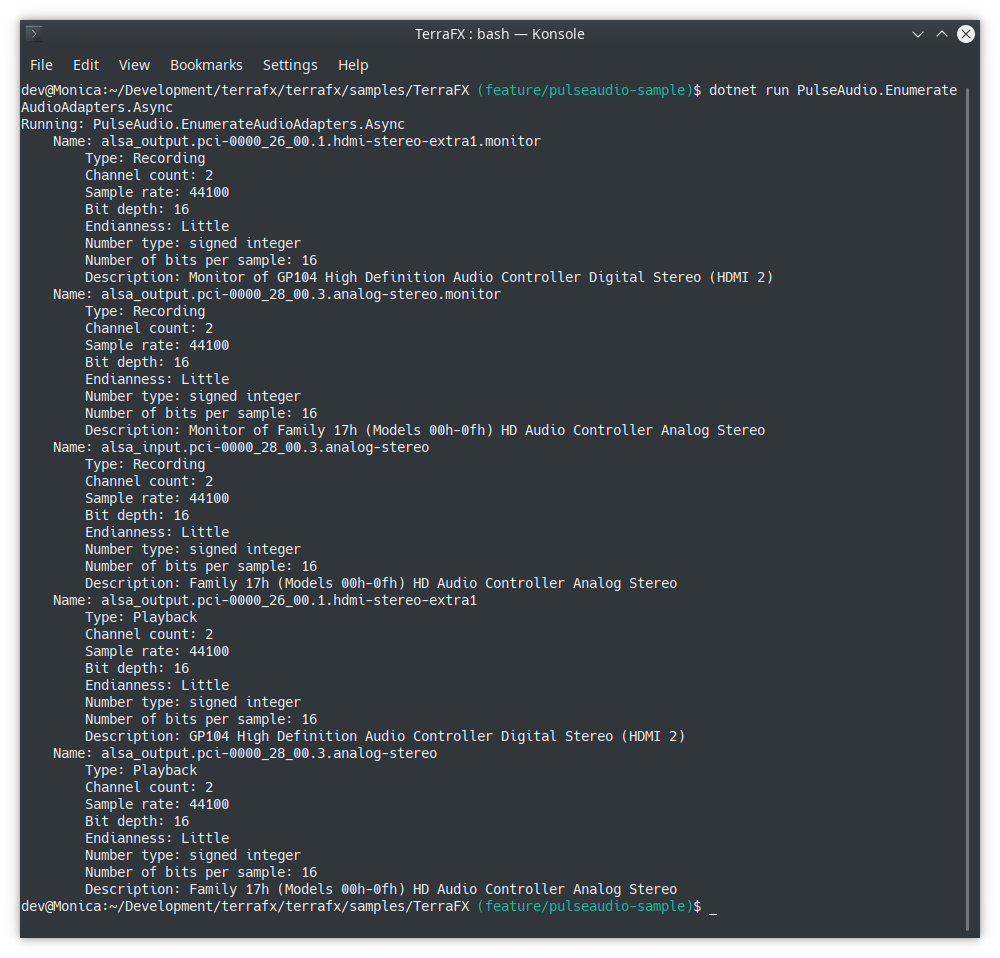 TerraFX : bash — Konsole
File Edit View Bookmarks Settings Help
dev@Monica:~/Development/terrafx/terrafx/samples/TerraFX (feature/pulseaudio-sample)$ dotnet run PulseAudio.Enumerate
AudioAdapters.Async
Running: PulseAudio.EnumerateAudioAdapters.Async
    Name: alsa_output.pci-0000_26_00.1.hdmi-stereo-extra1.monitor
        Type: Recording
        Channel count: 2
        Sample rate: 44100
        Bit depth: 16
        Endianness: Little
        Number type: signed integer
        Number of bits per sample: 16
        Description: Monitor of GP104 High Definition Audio Controller Digital Stereo (HDMI 2)
    Name: alsa_output.pci-0000_28_00.3.analog-stereo.monitor
        Type: Recording
        Channel count: 2
        Sample rate: 44100
        Bit depth: 16
        Endianness: Little
        Number type: signed integer
        Number of bits per sample: 16
        Description: Monitor of Family 17h (Models 00h-0fh) HD Audio Controller Analog Stereo
    Name: alsa_input.pci-0000_28_00.3.analog-stereo
        Type: Recording
        Channel count: 2
        Sample rate: 44100
        Bit depth: 16
        Endianness: Little
        Number type: signed integer
        Number of bits per sample: 16
        Description: Family 17h (Models 00h-0fh) HD Audio Controller Analog Stereo
    Name: alsa_output.pci-0000_26_00.1.hdmi-stereo-extra1
        Type: Playback
        Channel count: 2
        Sample rate: 44100
        Bit depth: 16
        Endianness: Little
        Number type: signed integer
        Number of bits per sample: 16
        Description: GP104 High Definition Audio Controller Digital Stereo (HDMI 2)
    Name: alsa_output.pci-0000_28_00.3.analog-stereo
        Type: Playback
        Channel count: 2
        Sample rate: 44100
        Bit depth: 16
        Endianness: Little
        Number type: signed integer
        Number of bits per sample: 16
        Description: Family 17h (Models 00h-0fh) HD Audio Controller Analog Stereo
dev@Monica:~/Development/terrafx/terrafx/samples/TerraFX (feature/pulseaudio-sample)$ _